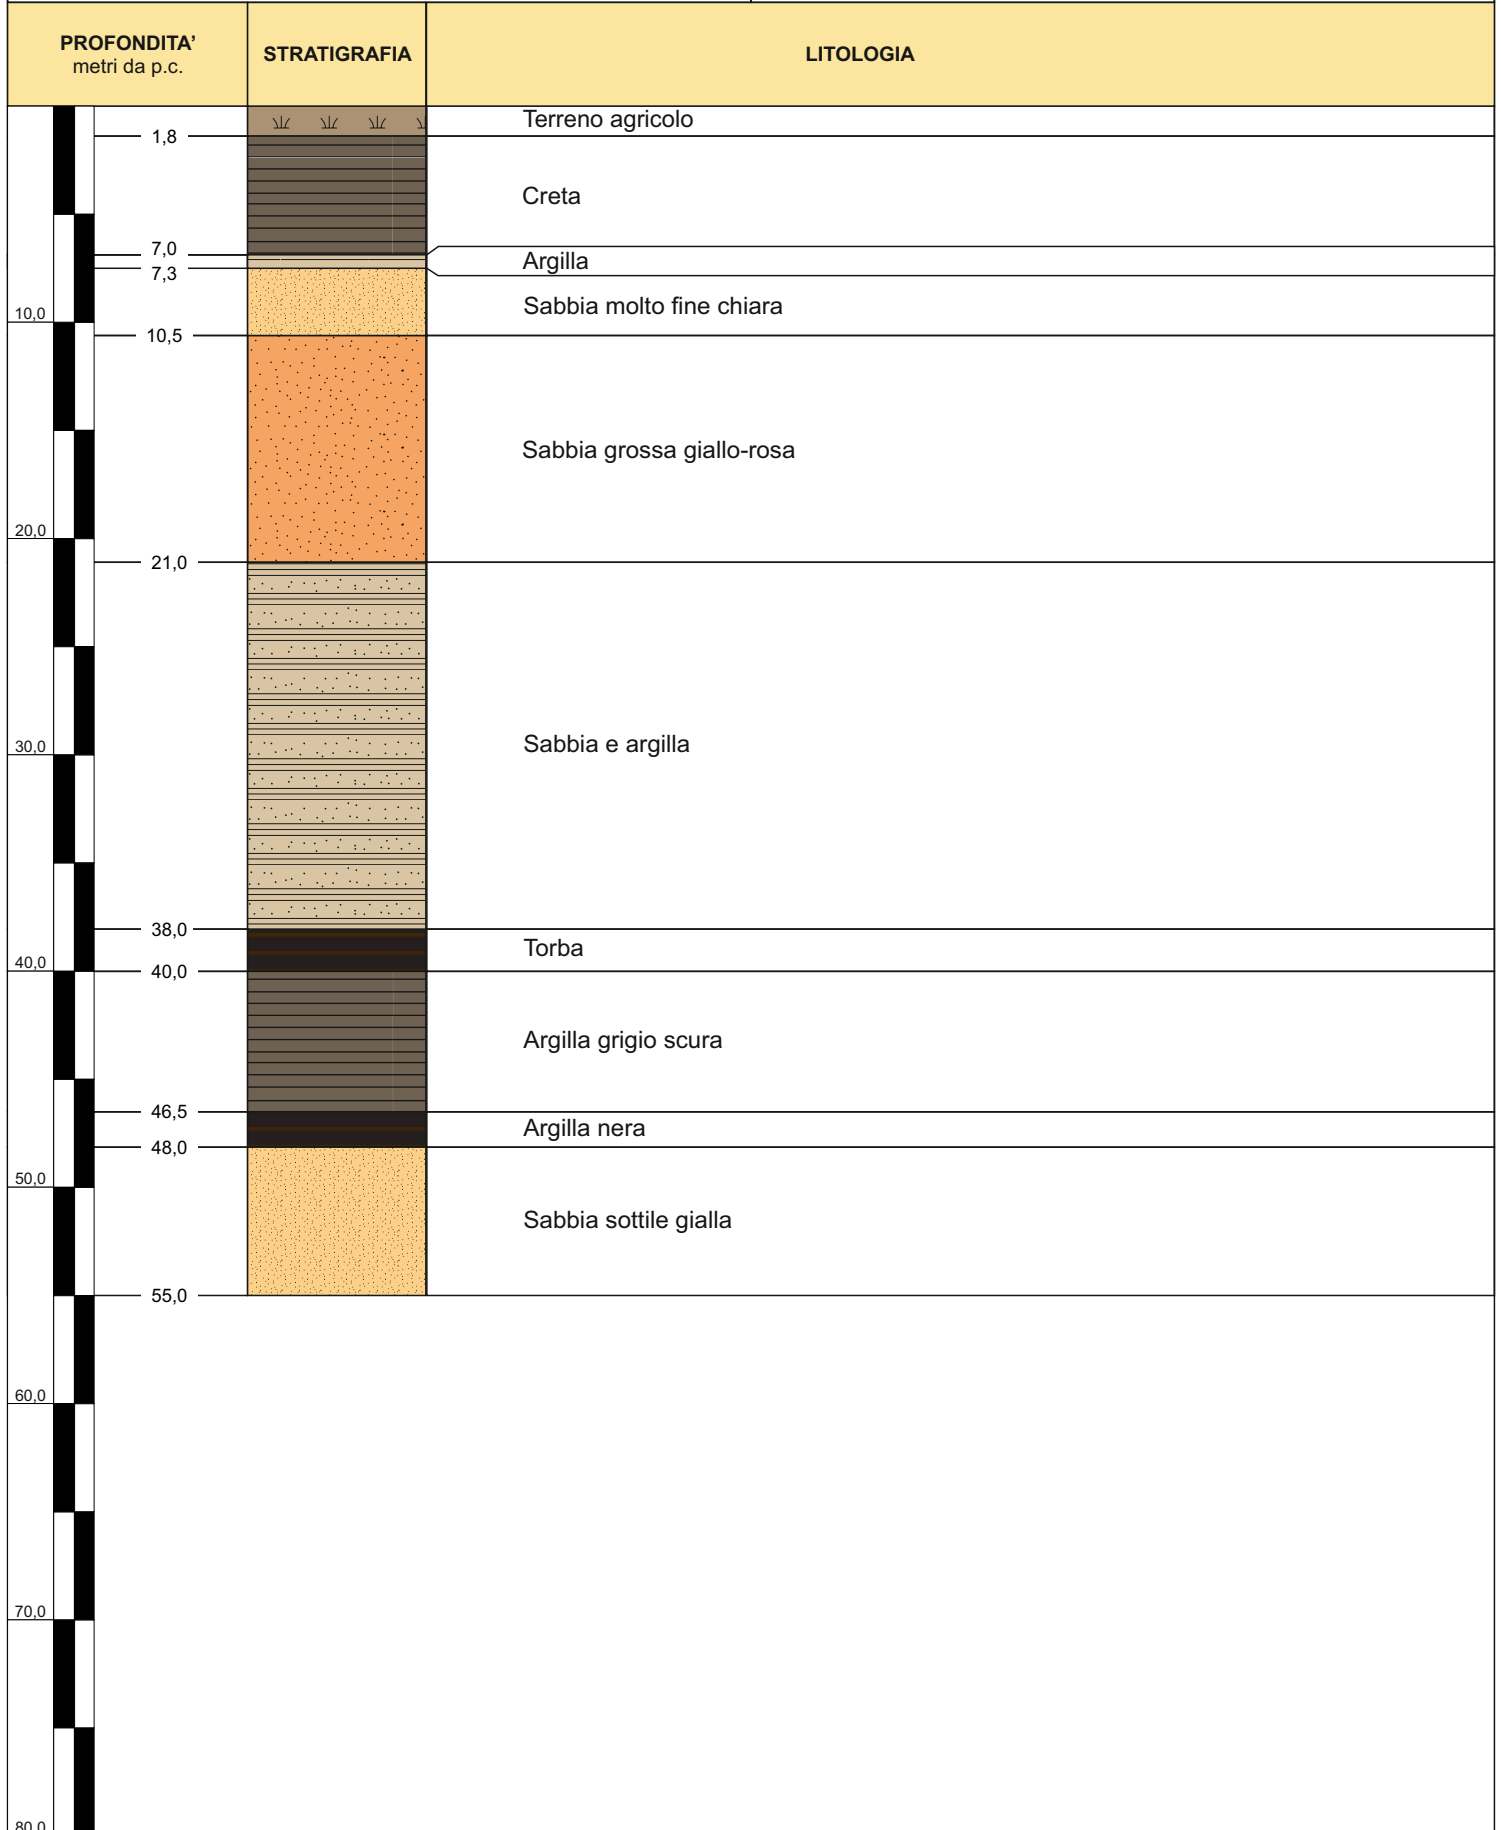 PROFONDITA’
metri da p.c.
STRATIGRAFIA
LITOLOGIA
Terreno agricolo
1,8
Creta
7,0
Argilla
7,3
Sabbia molto fine chiara
10,0
10,5
Sabbia grossa giallo-rosa
20,0
21,0
Sabbia e argilla
30,0
38,0
Torba
40,0
40,0
Argilla grigio scura
46,5
Argilla nera
48,0
50,0
Sabbia sottile gialla
55,0
60,0
70,0
80,0